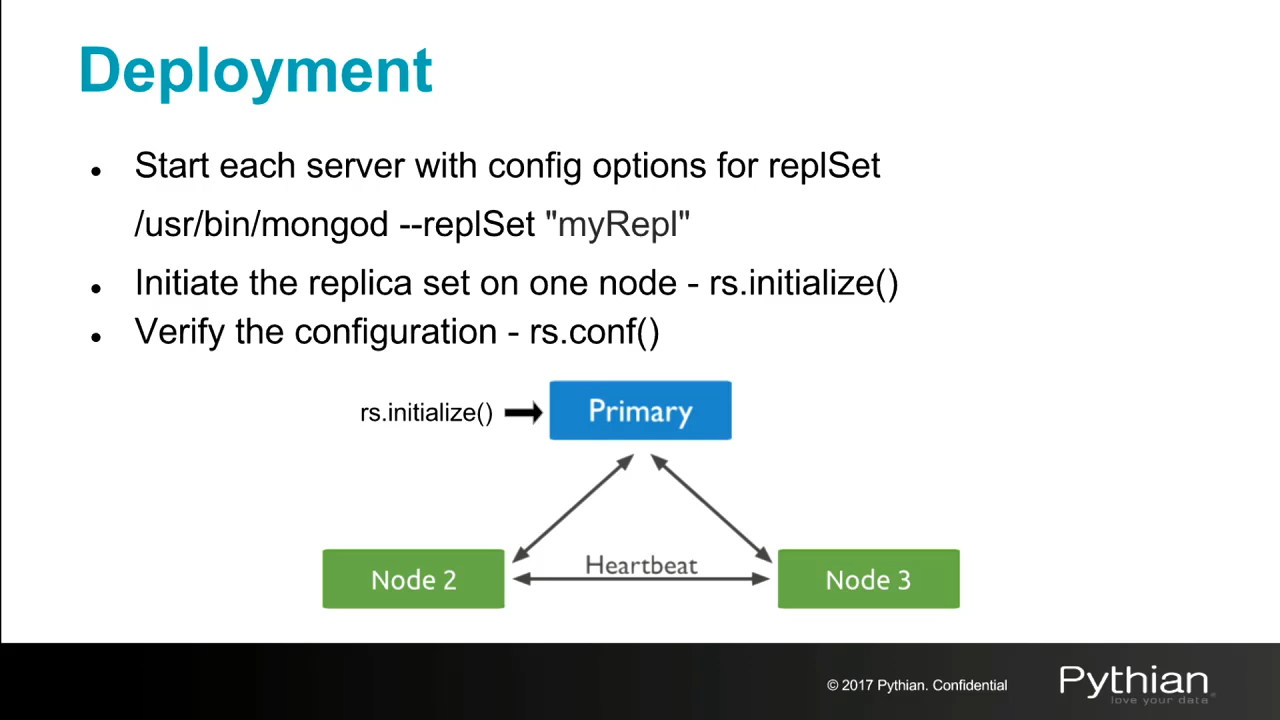 Deployment
● Start each server with config options for replSet
/usr/bin/mongod --replSet "myRepl"
● Initiate the replica set on one node - rs.initialize()
● Verify the configuration - rs.conf()
rs.initialize()
Primary
Heartbeat
Node 2
Node 3
© 2017 Pythian. Confidential
Pythian
love your data